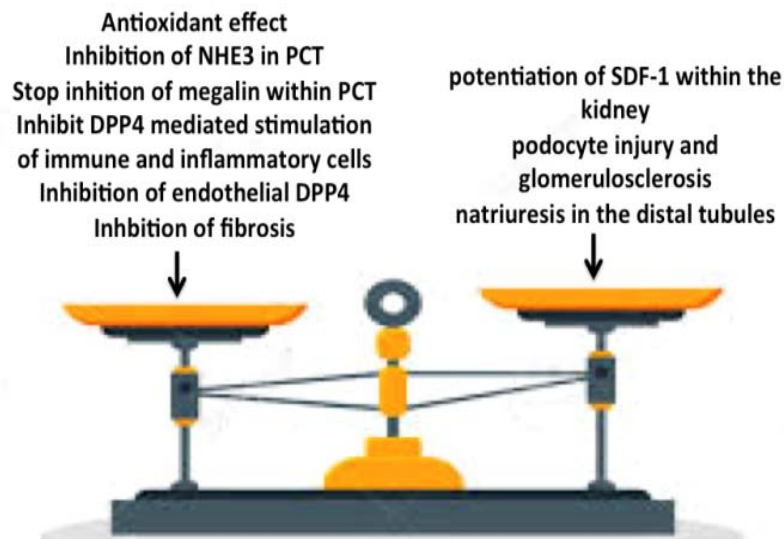 Antioxidant effect
Inhibition of NHE3 in PCT
Stop inhition of megalin within PCT
Inhibit DPP4 mediated stimulation
of immune and inflammatory cells
Inhibition of endothelial DPP4
Inhbition of fibrosis
potentiation of SDF-1 within the
kidney
podocyte injury and
glomerulosclerosis
natriuresis in the distal tubules